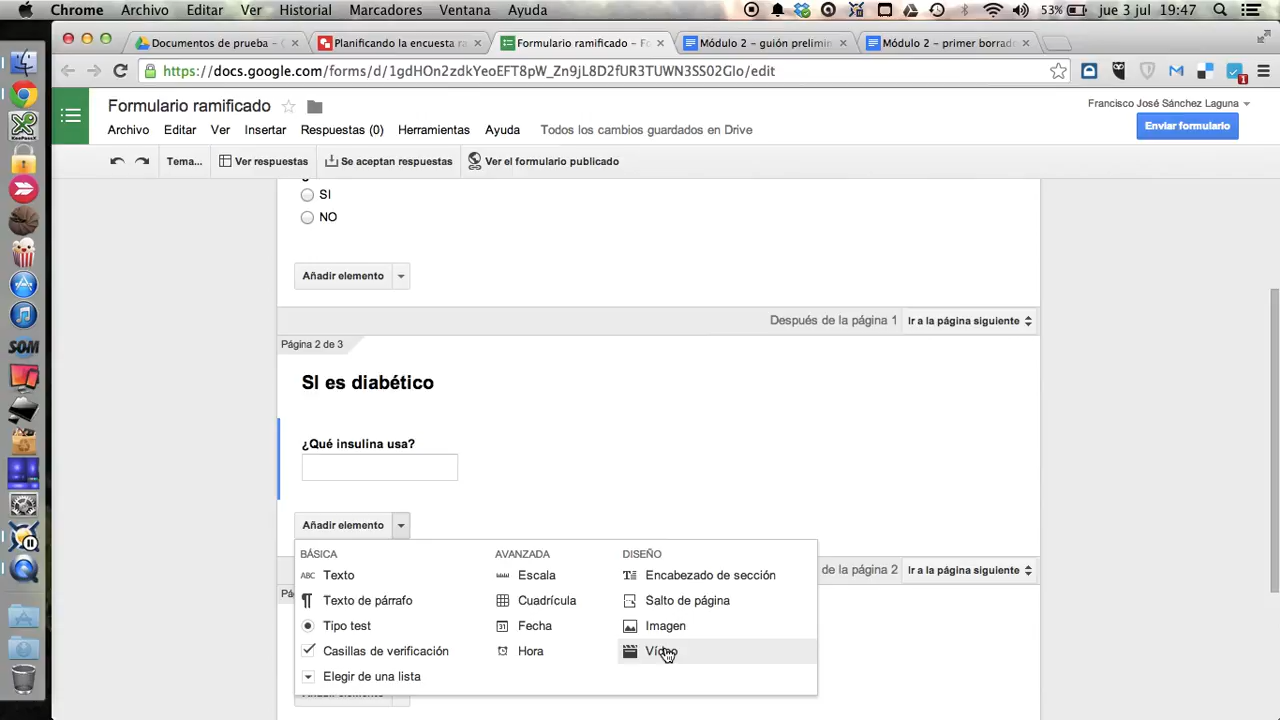 Chrome Archivo Editar Ver Historial Marcadores Ventana Ayuda 53% jue 3 jul 19:47
Documentos de prueba – Planificando la encuesta ra Formulario ramificado – Fo Módulo 2 – guión prelimin Módulo 2 – primer borrad
https://docs.google.com/forms/d/1gdHOn2zdkYeoEFT8pW_Zn9jL8D2fUR3TUWN3SS02Glo/edit
Formulario ramificado
Francisco José Sánchez Laguna
Archivo Editar Ver Insertar Respuestas (0) Herramientas Ayuda Todos los cambios guardados en Drive
Enviar formulario
Tema... Ver respuestas Se aceptan respuestas Ver el formulario publicado
SI
NO
Añadir elemento
Después de la página 1 Ir a la página siguiente
Página 2 de 3
SI es diabético
¿Qué insulina usa?
Añadir elemento
BÁSICA AVANZADA DISEÑO
de la página 2 Ir a la página siguiente
ABC Texto Escala Encabezado de sección
Texto de párrafo Cuadrícula Salto de página
Tipo test 31 Fecha Imagen
Casillas de verificación Hora Vídeo
Elegir de una lista
Añadir elemento
SOM